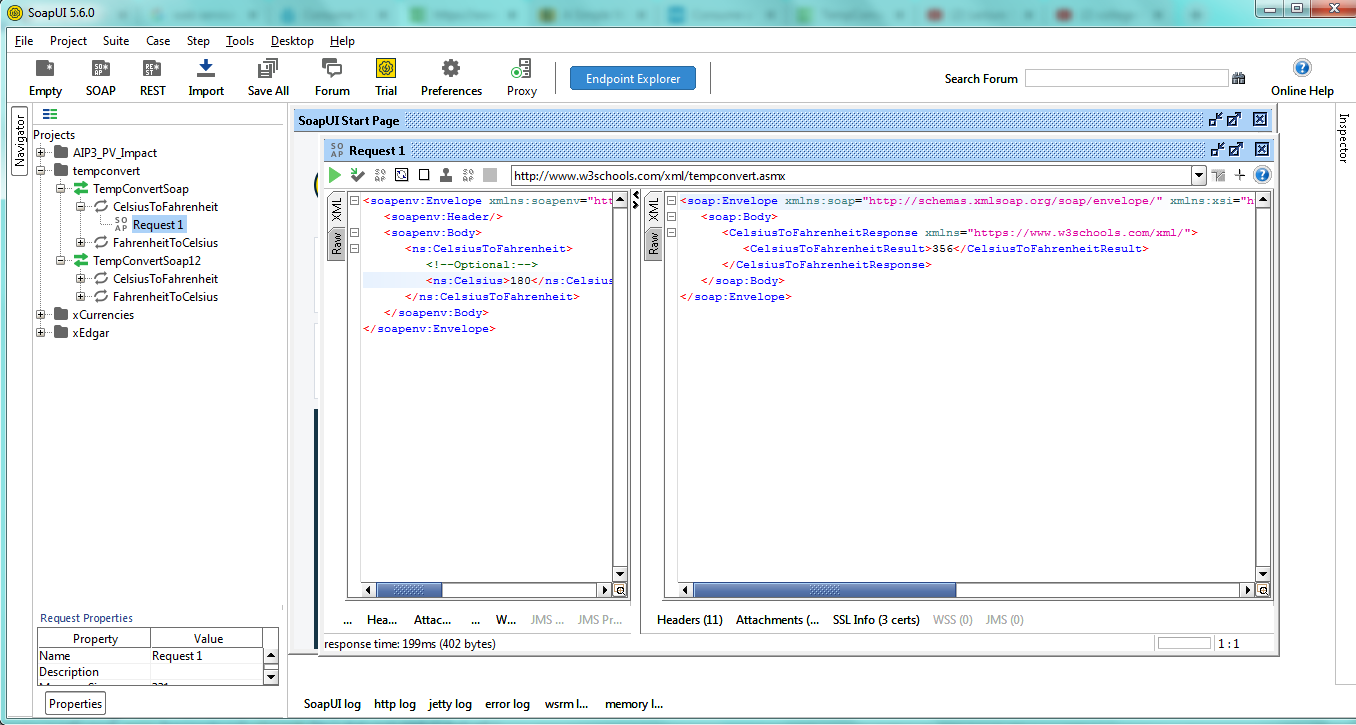 SoapUI 5.6.0
File Project Suite Case Step Tools Desktop Help
Empty SOAP REST Import Save All Forum Trial Preferences Proxy Endpoint Explorer Search Forum Online Help
Navigator
Projects
AIP3_PV_Impact
tempconvert
TempConvertSoap
CelsiusToFahrenheit
SO AP Request 1
FahrenheitToCelsius
TempConvertSoap12
CelsiusToFahrenheit
FahrenheitToCelsius
xCurrencies
xEdgar
Request Properties
Property Value
Name Request 1
Description
Properties
SoapUI Start Page
SO AP Request 1
http://www.w3schools.com/xml/tempconvert.asmx
XML
Raw
<soapenv:Envelope xmlns:soapenv="htt
<soapenv:Header/>
<soapenv:Body>
<ns:CelsiusToFahrenheit>
<!--Optional:-->
<ns:Celsius>180</ns:Celsius
</ns:CelsiusToFahrenheit>
</soapenv:Body>
</soapenv:Envelope>
... Hea... Attac... ... W... JMS ... JMS Pr...
XML
Raw
<soap:Envelope xmlns:soap="http://schemas.xmlsoap.org/soap/envelope/" xmlns:xsi="h
<soap:Body>
<CelsiusToFahrenheitResponse xmlns="https://www.w3schools.com/xml/">
<CelsiusToFahrenheitResult>356</CelsiusToFahrenheitResult>
</CelsiusToFahrenheitResponse>
</soap:Body>
</soap:Envelope>
Headers (11) Attachments (... SSL Info (3 certs) WSS (0) JMS (0)
response time: 199ms (402 bytes) 1 : 1
SoapUI log http log jetty log error log wsrm l... memory l...
Inspector